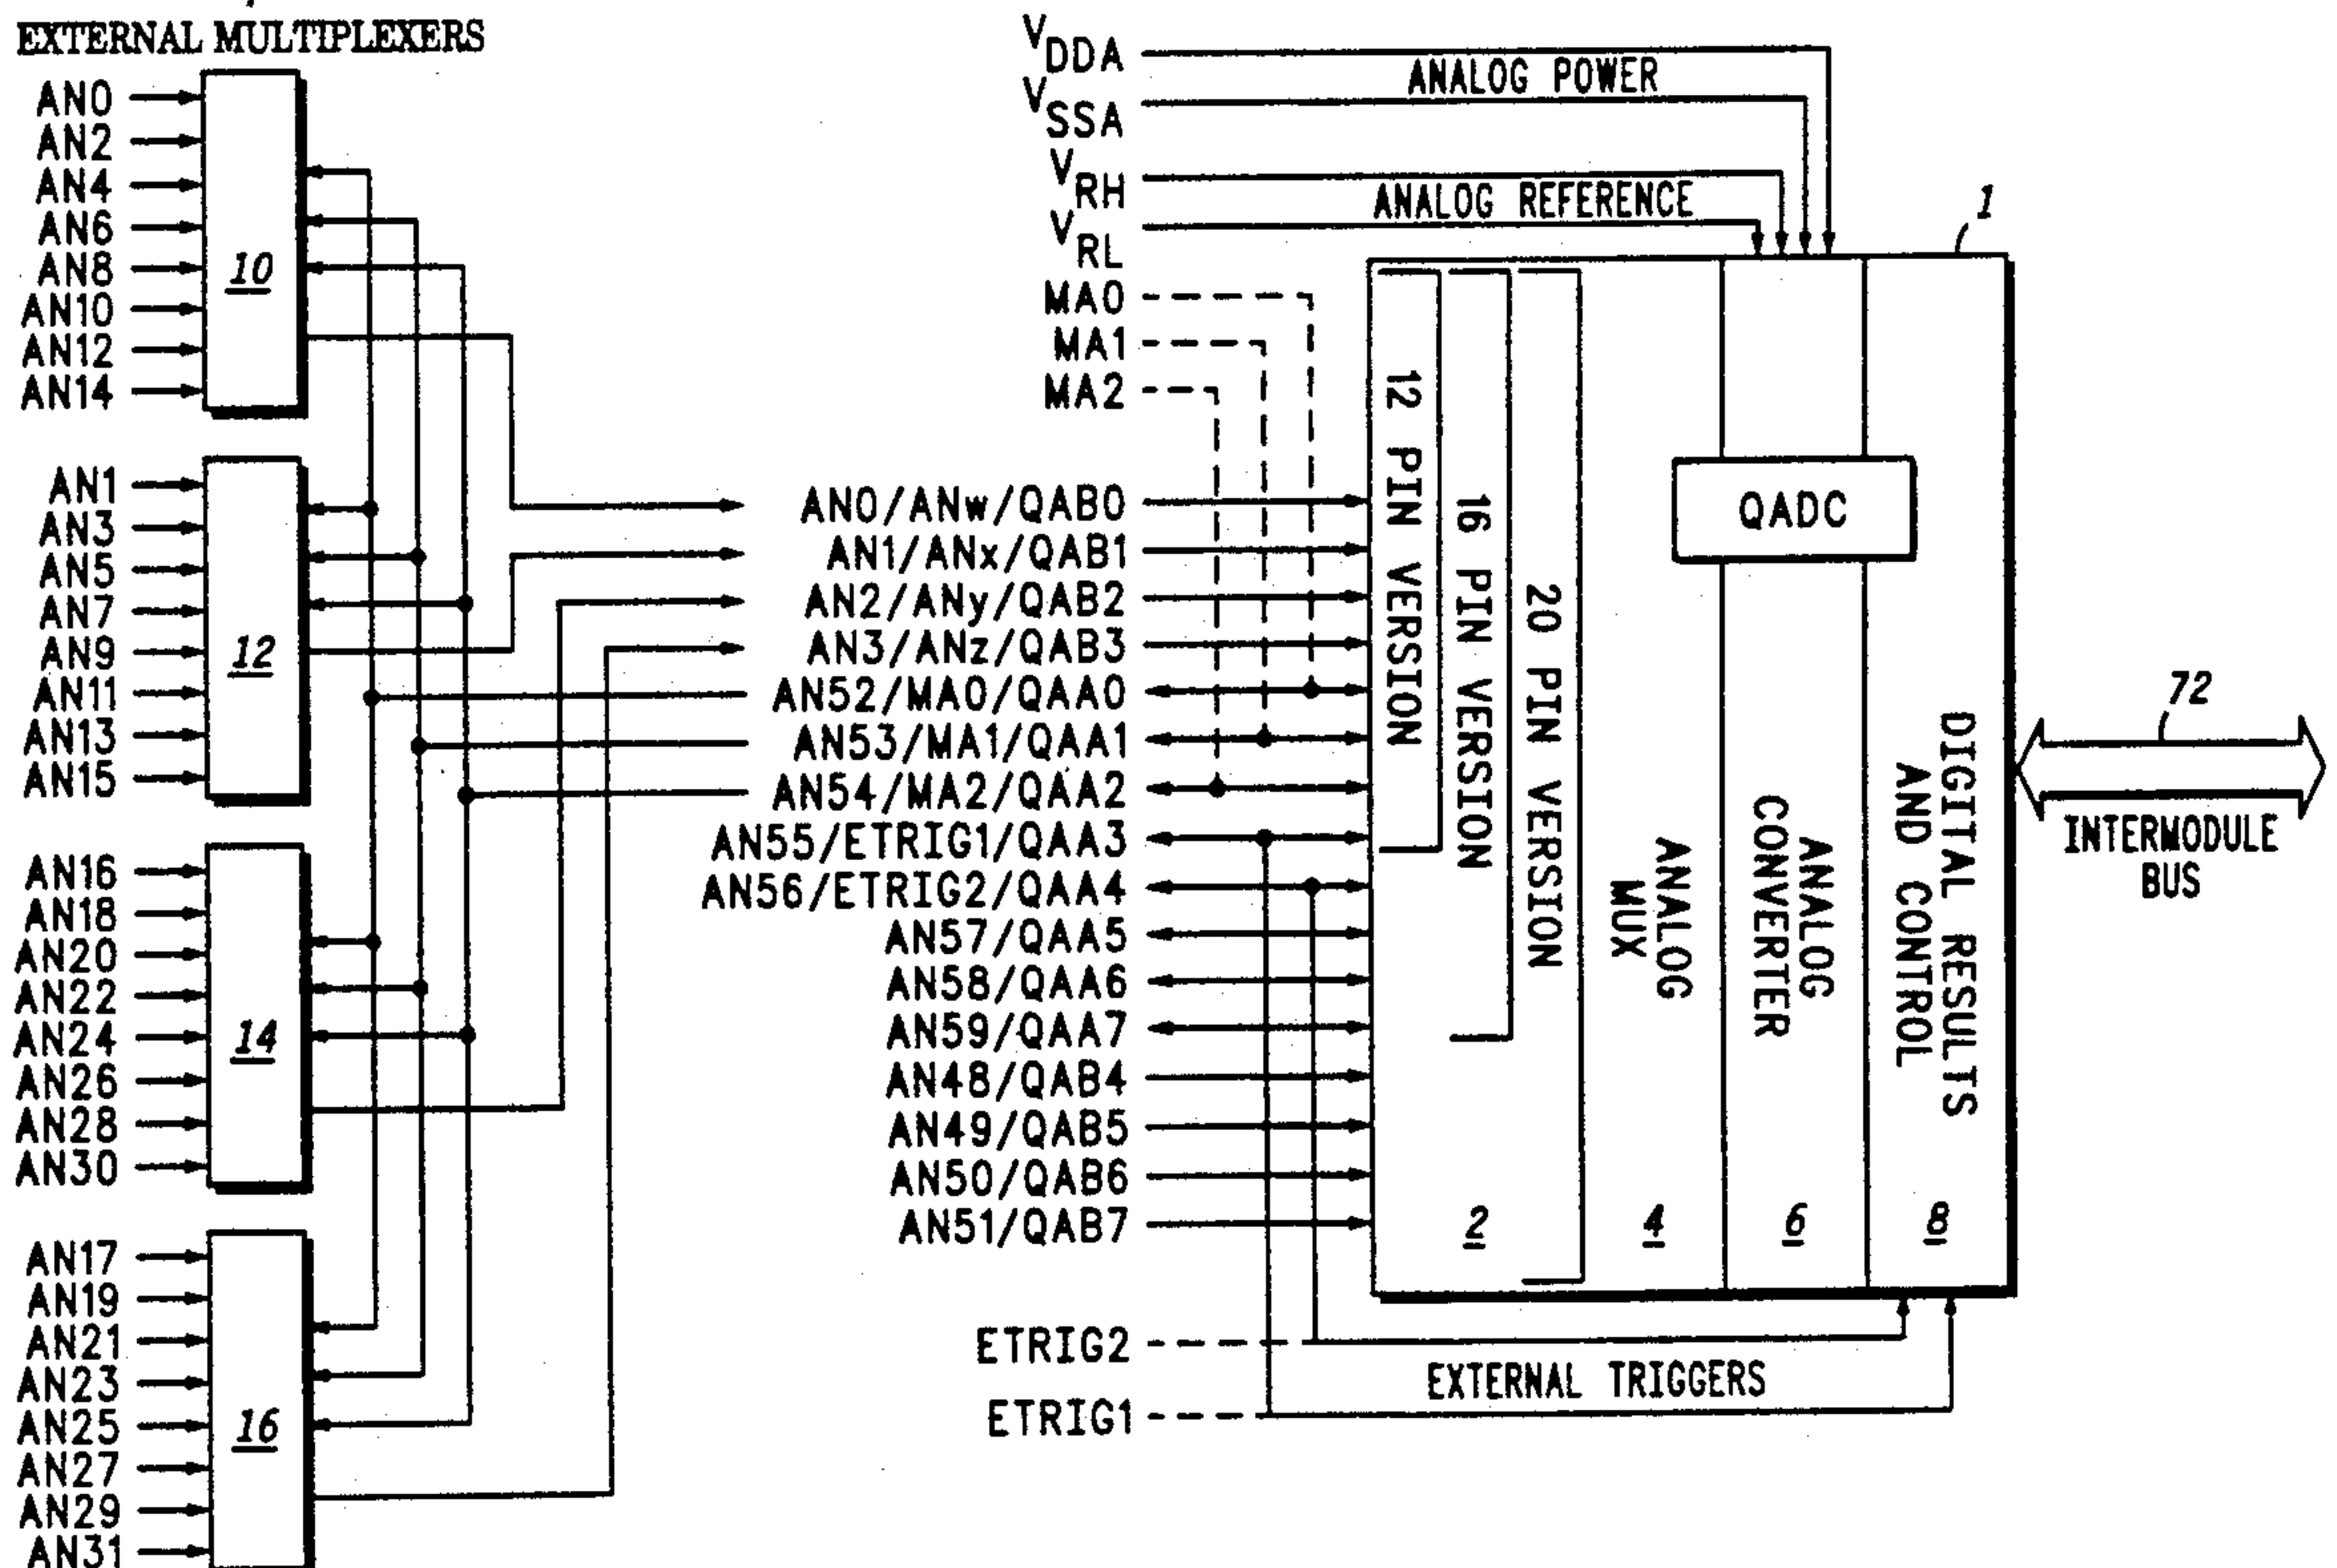 EXTERNAL MULTIPLEXERS
AN0
AN2
AN4
AN6
AN8
AN10
AN12
AN14
10
AN1
AN3
AN5
AN7
AN9
AN11
AN13
AN15
12
AN16
AN18
AN20
AN22
AN24
AN26
AN28
AN30
14
AN17
AN19
AN21
AN23
AN25
AN27
AN29
AN31
16
VDDA
VSSA
ANALOG POWER
VRH
VRL
ANALOG REFERENCE
MA0
MA1
MA2
AN0/ANw/QAB0
AN1/ANx/QAB1
AN2/ANy/QAB2
AN3/ANz/QAB3
AN52/MA0/QAA0
AN53/MA1/QAA1
AN54/MA2/QAA2
AN55/ETRIG1/QAA3
AN56/ETRIG2/QAA4
AN57/QAA5
AN58/QAA6
AN59/QAA7
AN48/QAB4
AN49/QAB5
AN50/QAB6
AN51/QAB7
ETRIG2
ETRIG1
EXTERNAL TRIGGERS
1
12 PIN VERSION
16 PIN VERSION
20 PIN VERSION
2
ANALOG
MUX
4
QADC
ANALOG
CONVERTER
6
DIGITAL RESULTS
AND CONTROL
8
72
INTERMODULE
BUS